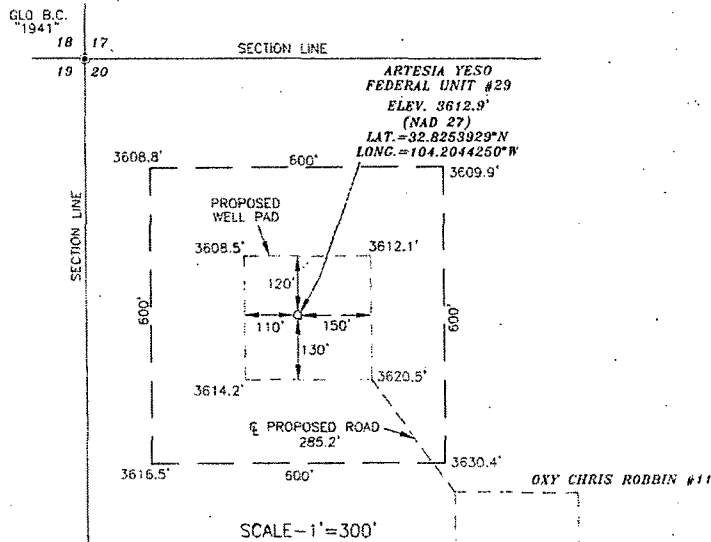 GLO B.C.
"1941"
18 17
19 20
SECTION LINE
ARTESIA YESO
FEDERAL UNIT #29
ELEV. 3612.9'
(NAD 27)
LAT.=32.8253929°N
LONG.=104.2044250°W
3608.8'
600'
3609.9'
SECTION LINE
PROPOSED
WELL PAD
3608.5'
3612.1'
120'
600'
110'
150'
600'
130'
3614.2'
3620.5'
℄ PROPOSED ROAD
285.2'
3616.5'
600'
3630.4'
OXY CHRIS ROBBIN #11
SCALE-1'=300'